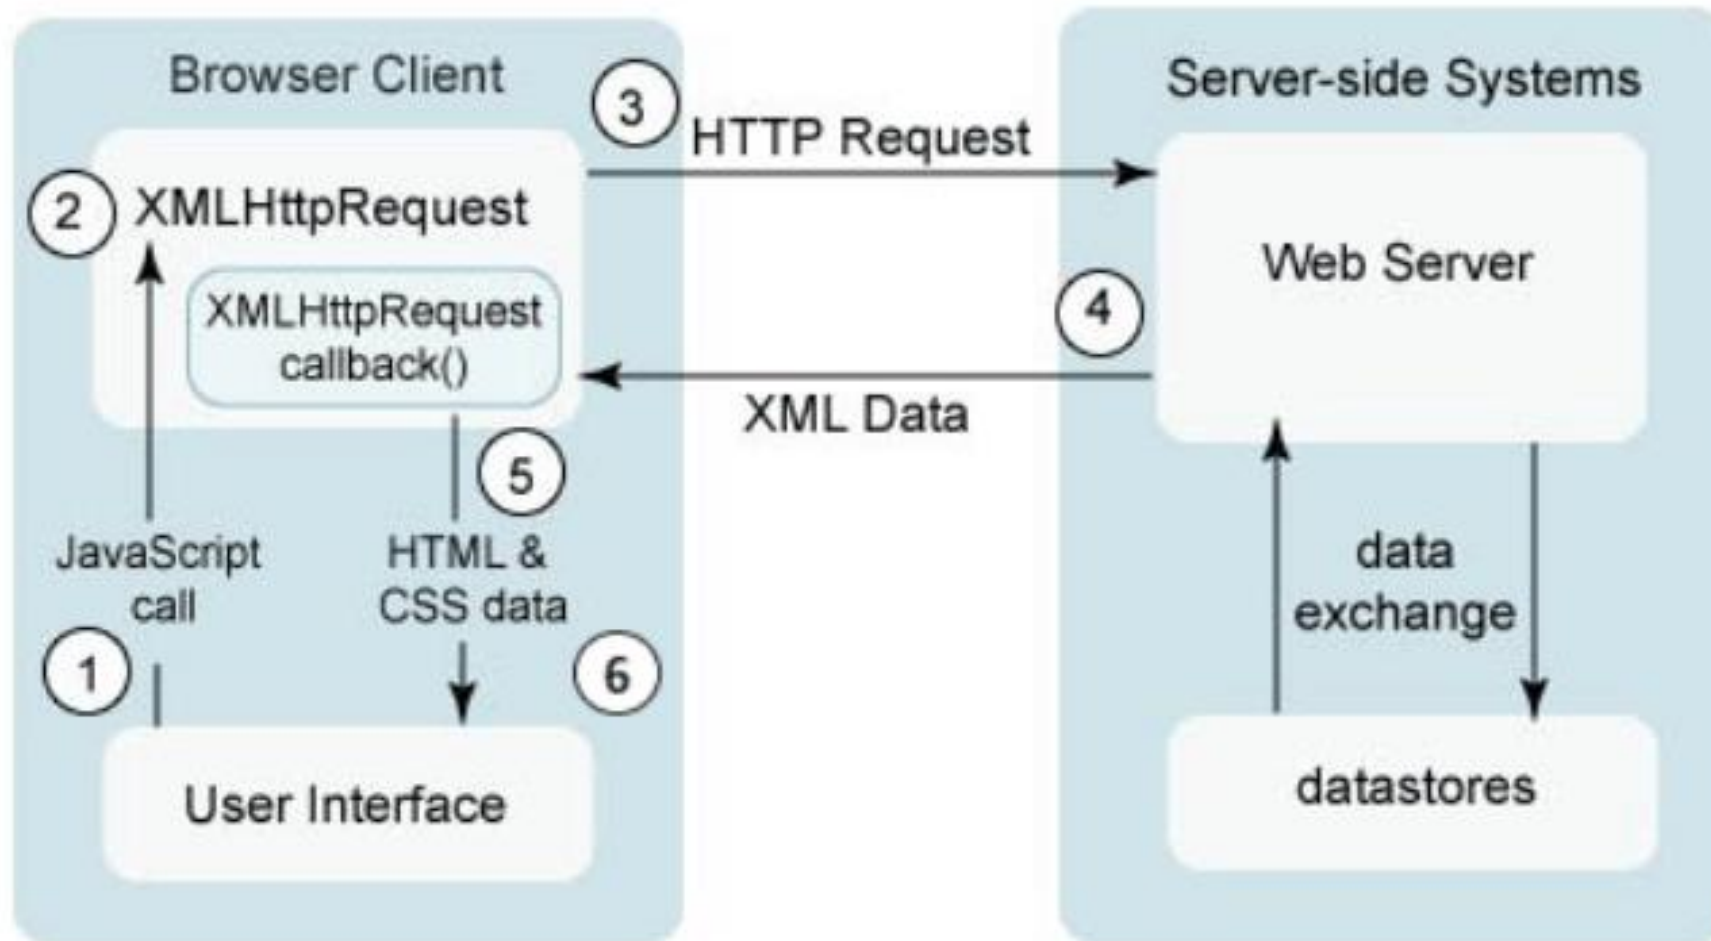 Browser Client
3
HTTP Request
2
XMLHttpRequest
XMLHttpRequest
callback()
4
XML Data
5
JavaScript
call
HTML &
CSS data
1
6
User Interface
Server-side Systems
Web Server
data
exchange
datastores